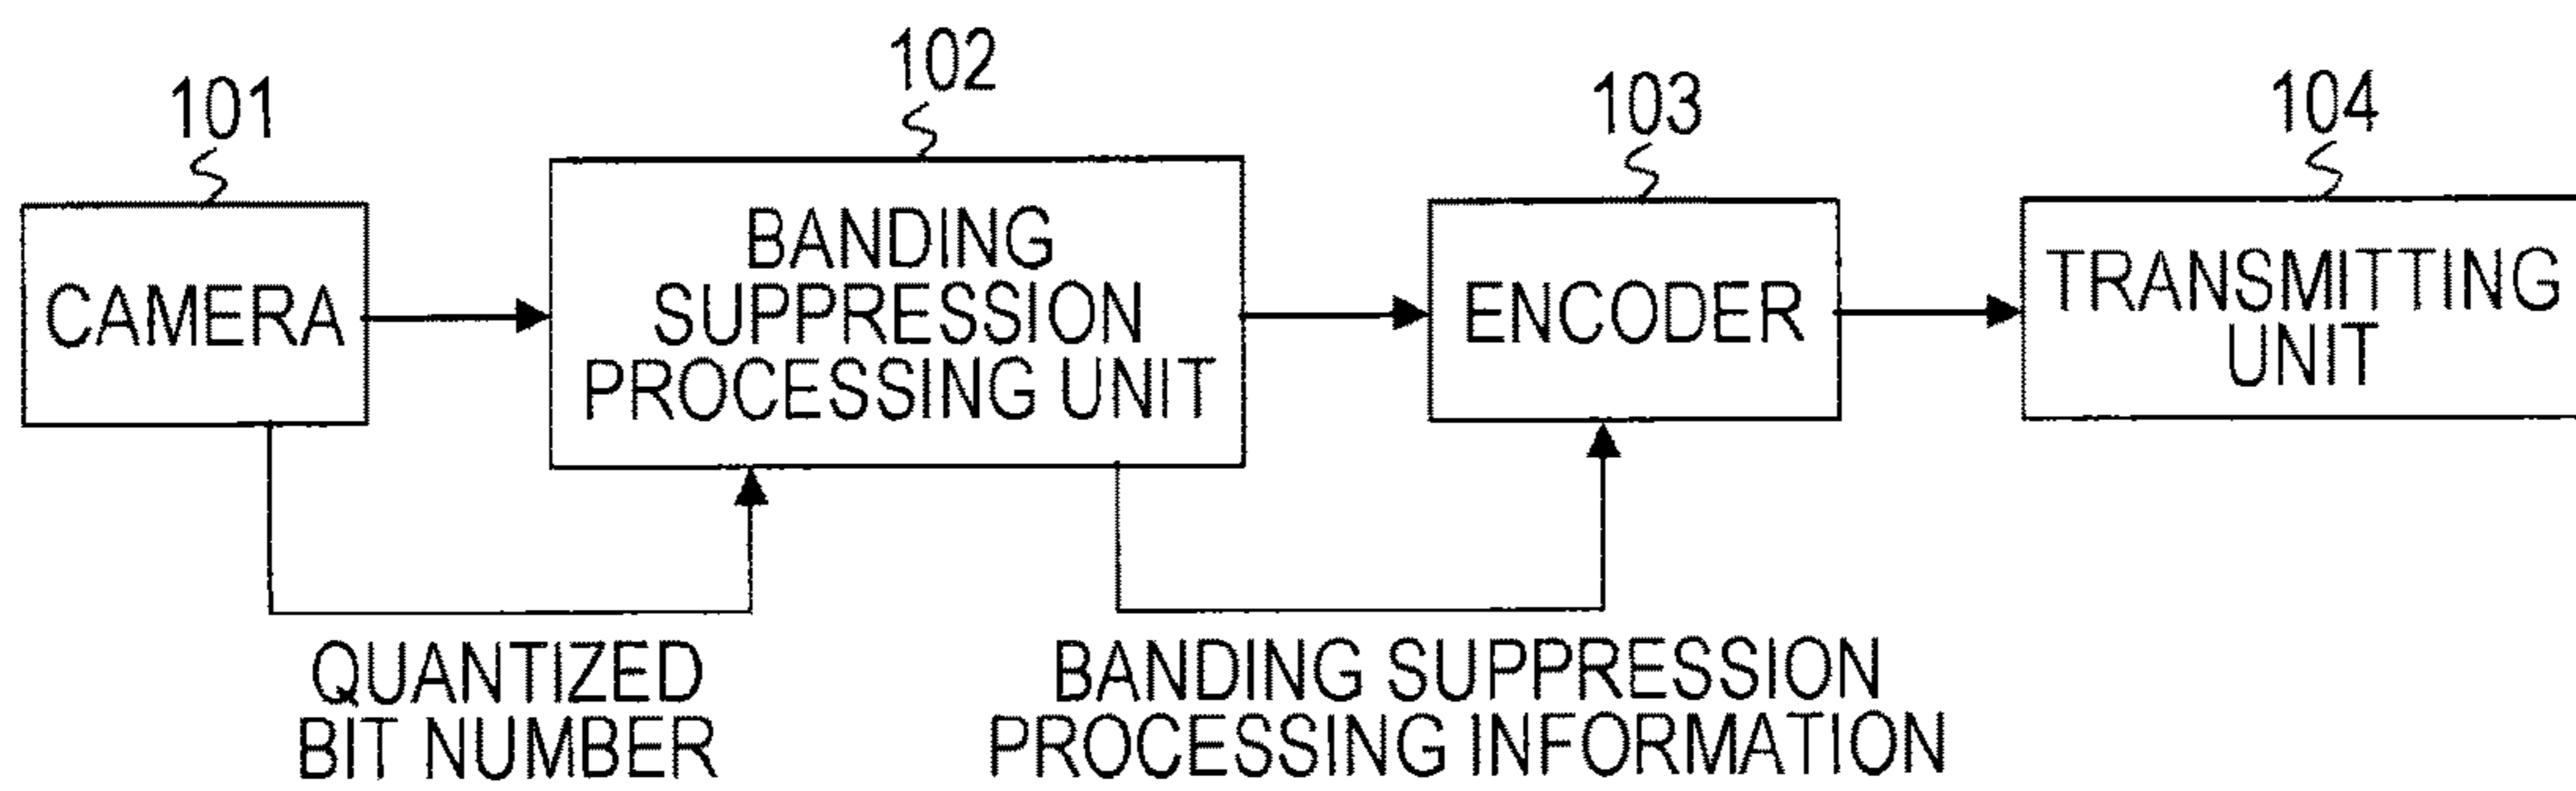 101
102
103
104
CAMERA
BANDING
SUPPRESSION
PROCESSING UNIT
ENCODER
TRANSMITTING
UNIT
QUANTIZED
BIT NUMBER
BANDING SUPPRESSION
PROCESSING INFORMATION